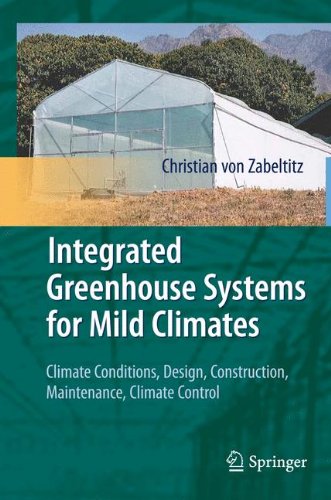 Christian von Zabeltitz
Integrated
Greenhouse Systems
for Mild Climates
Climate Conditions, Design, Construction,
Maintenance, Climate Control
Springer